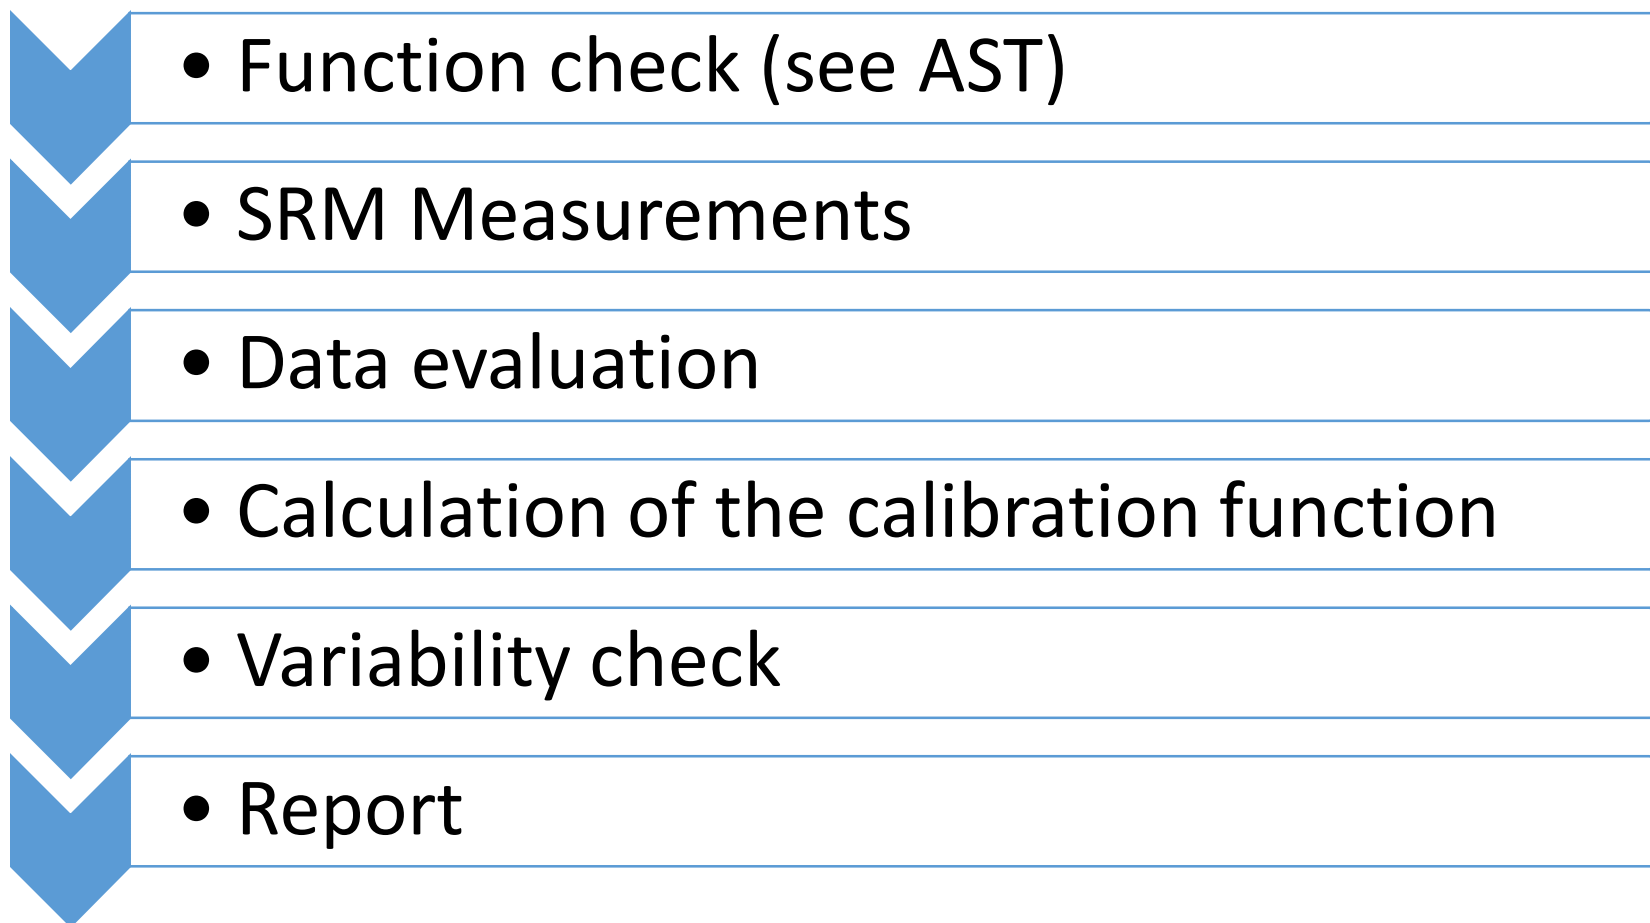 • Function check (see AST)
• SRM Measurements
• Data evaluation
• Calculation of the calibration function
• Variability check
• Report